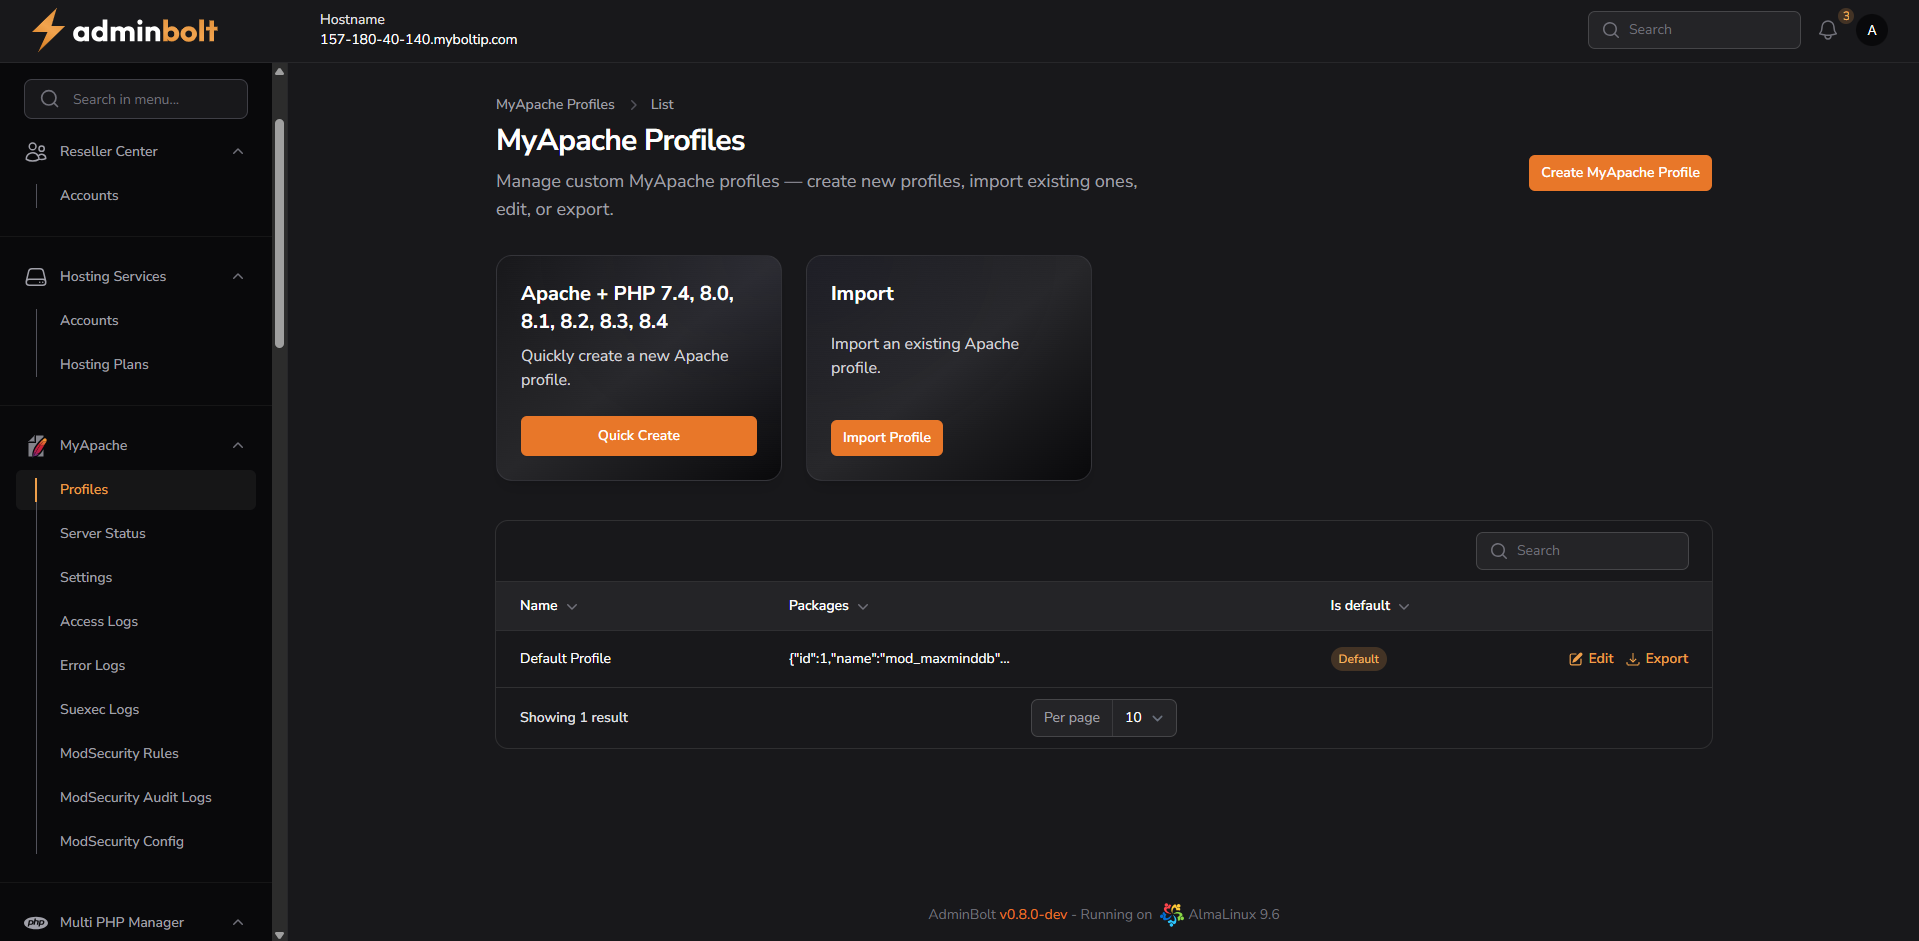 adminbolt
Hostname
157-180-40-140.myboltip.com
Search
3
A
Search in menu...
Reseller Center
Accounts
Hosting Services
Accounts
Hosting Plans
MyApache
Profiles
Server Status
Settings
Access Logs
Error Logs
Suexec Logs
ModSecurity Rules
ModSecurity Audit Logs
ModSecurity Config
php
Multi PHP Manager
MyApache Profiles
List
MyApache Profiles
Manage custom MyApache profiles — create new profiles, import existing ones,
edit, or export.
Create MyApache Profile
Apache + PHP 7.4, 8.0,
8.1, 8.2, 8.3, 8.4
Quickly create a new Apache
profile.
Quick Create
Import
Import an existing Apache
profile.
Import Profile
Search
Name
Packages
Is default
Default Profile
{"id":1,"name":"mod_maxminddb"...
Default
Edit
Export
Showing 1 result
Per page
10
AdminBolt v0.8.0-dev - Running on AlmaLinux 9.6